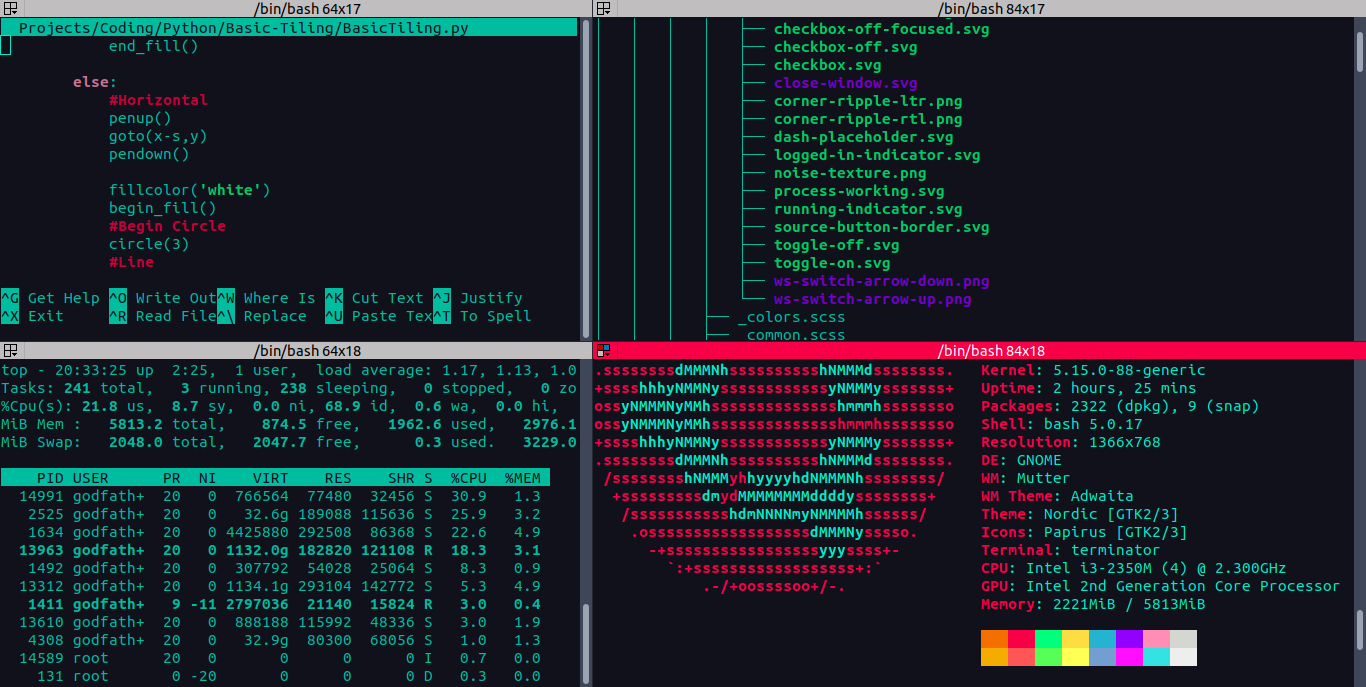 /bin/bash 64x17
Projects/Coding/Python/Basic-Tiling/BasicTiling.py
end_fill()
else:
#Horizontal
penup()
goto(x-s,y)
pendown()
fillcolor('white')
begin_fill()
#Begin Circle
circle(3)
#Line
^G Get Help ^O Write Out^W Where Is ^K Cut Text ^J Justify
^X Exit ^R Read File^\ Replace ^U Paste Tex^T To Spell
/bin/bash 84x17
├── checkbox-off-focused.svg
├── checkbox-off.svg
├── checkbox.svg
├── close-window.svg
├── corner-ripple-ltr.png
├── corner-ripple-rtl.png
├── dash-placeholder.svg
├── logged-in-indicator.svg
├── noise-texture.png
├── process-working.svg
├── running-indicator.svg
├── source-button-border.svg
├── toggle-off.svg
├── toggle-on.svg
├── ws-switch-arrow-down.png
└── ws-switch-arrow-up.png
├── _colors.scss
├── _common.scss
/bin/bash 64x18
top - 20:33:25 up  2:25,  1 user,  load average: 1.17, 1.13, 1.0
Tasks: 241 total,   3 running, 238 sleeping,   0 stopped,   0 zo
%Cpu(s): 21.8 us,  8.7 sy,  0.0 ni, 68.9 id,  0.6 wa,  0.0 hi,
MiB Mem :   5813.2 total,    874.5 free,   1962.6 used,   2976.1
MiB Swap:   2048.0 total,   2047.7 free,      0.3 used.   3229.0
PID USER      PR  NI    VIRT    RES    SHR S  %CPU  %MEM
14991 godfath+  20   0  766564  77480  32456 S  30.9   1.3
2525 godfath+  20   0   32.6g 189088 115636 S  25.9   3.2
1634 godfath+  20   0 4425880 292508  86368 S  22.6   4.9
13963 godfath+  20   0 1132.0g 182820 121108 R  18.3   3.1
1492 godfath+  20   0  307792  54028  25064 S   8.3   0.9
13312 godfath+  20   0 1134.1g 293104 142772 S   5.3   4.9
1411 godfath+   9 -11 2797036  21140  15824 R   3.0   0.4
13610 godfath+  20   0  888188 115992  48336 S   3.0   1.9
4308 godfath+  20   0   32.9g  80300  68056 S   1.0   1.3
14589 root      20   0       0      0      0 I   0.7   0.0
131 root       0 -20       0      0      0 D   0.3   0.0
/bin/bash 84x18
.ssssssssdMMMNhsssssssssshNMMMdssssssss.   Kernel: 5.15.0-88-generic
+sssshhhyNMMNyssssssssssssyNMMMysssssss+   Uptime: 2 hours, 25 mins
ossyNMMMNyMMhsssssssssssssshmmmhssssssso   Packages: 2322 (dpkg), 9 (snap)
ossyNMMMNyMMhsssssssssssssshmmmhssssssso   Shell: bash 5.0.17
+sssshhhyNMMNyssssssssssssyNMMMysssssss+   Resolution: 1366x768
.ssssssssdMMMNhsssssssssshNMMMdssssssss.   DE: GNOME
/sssssssshNMMMyhhyyyyhdNMMMNhssssssss/   WM: Mutter
+sssssssssdmydMMMMMMMMddddyssssssss+   WM Theme: Adwaita
/ssssssssssshdmNNNNmyNMMMMhssssss/   Theme: Nordic [GTK2/3]
.ossssssssssssssssssdMMMNysssso.   Icons: Papirus [GTK2/3]
-+sssssssssssssssssyyyssss+-   Terminal: terminator
`:+ssssssssssssssssss+:`   CPU: Intel i3-2350M (4) @ 2.300GHz
.-/+oossssoo+/-.   GPU: Intel 2nd Generation Core Processor
Memory: 2221MiB / 5813MiB